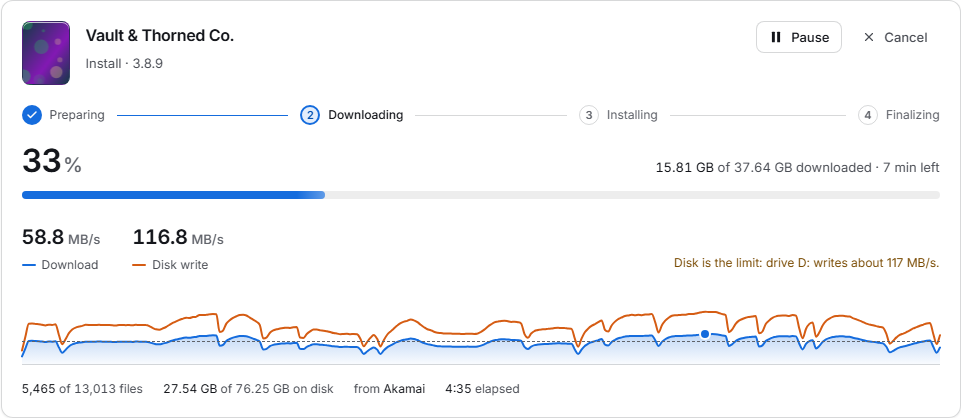 Vault & Thorned Co.
Install · 3.8.9
Pause
Cancel
Preparing
2 Downloading
3 Installing
4 Finalizing
33%
15.81 GB of 37.64 GB downloaded · 7 min left
58.8 MB/s
116.8 MB/s
Download
Disk write
Disk is the limit: drive D: writes about 117 MB/s.
5,465 of 13,013 files
27.54 GB of 76.25 GB on disk
from Akamai
4:35 elapsed